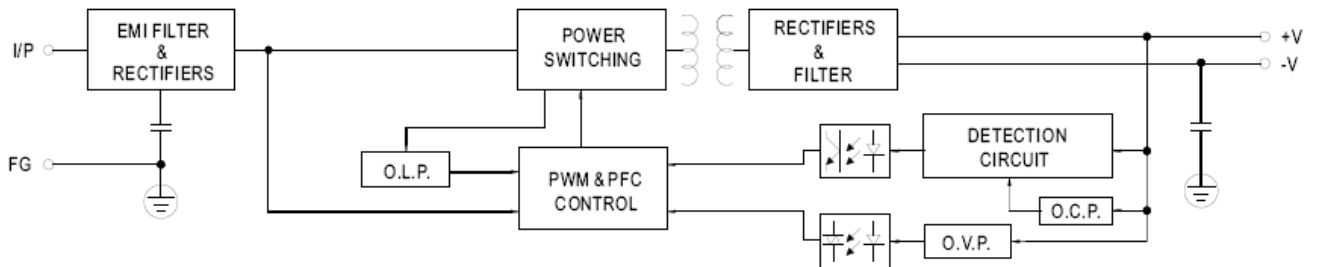 I/P
EMI FILTER
&
RECTIFIERS
POWER
SWITCHING
RECTIFIERS
&
FILTER
+V
-V
FG
O.L.P.
PWM & PFC
CONTROL
DETECTION
CIRCUIT
O.C.P.
O.V.P.